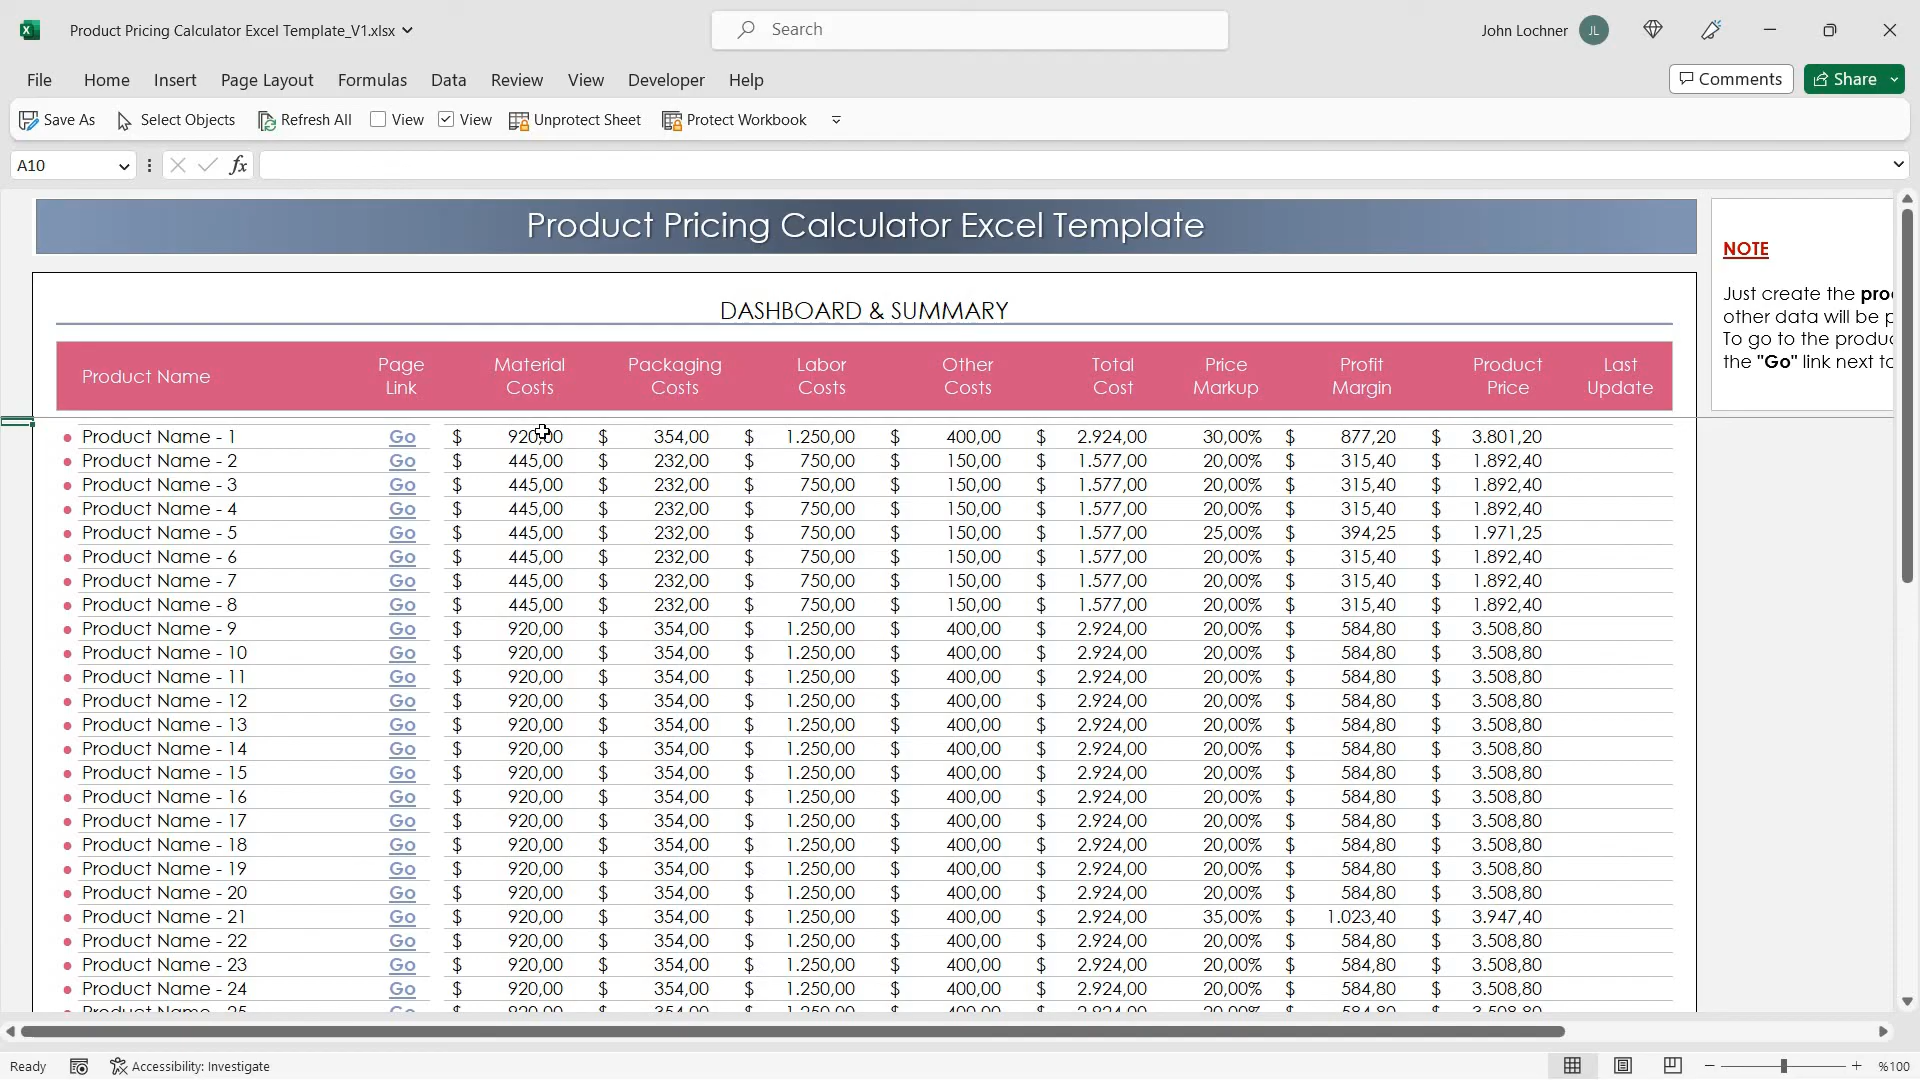 Product Pricing Calculator Excel Template_V1.xlsx
Search
John Lochner JL
File Home Insert Page Layout Formulas Data Review View Developer Help
Comments Share
Save As Select Objects Refresh All View View Unprotect Sheet Protect Workbook
A10 fx
Product Pricing Calculator Excel Template
NOTE
Just create the
other data will be
To go to the
the "Go" link next
DASHBOARD & SUMMARY
Product Name Page Link Material Costs Packaging Costs Labor Costs Other Costs Total Cost Price Markup Profit Margin Product Price Last Update
Product Name - 1 Go $ 920,00 $ 354,00 $ 1.250,00 $ 400,00 $ 2.924,00 30,00% $ 877,20 $ 3.801,20
Product Name - 2 Go $ 445,00 $ 232,00 $ 750,00 $ 150,00 $ 1.577,00 20,00% $ 315,40 $ 1.892,40
Product Name - 3 Go $ 445,00 $ 232,00 $ 750,00 $ 150,00 $ 1.577,00 20,00% $ 315,40 $ 1.892,40
Product Name - 4 Go $ 445,00 $ 232,00 $ 750,00 $ 150,00 $ 1.577,00 20,00% $ 315,40 $ 1.892,40
Product Name - 5 Go $ 445,00 $ 232,00 $ 750,00 $ 150,00 $ 1.577,00 25,00% $ 394,25 $ 1.971,25
Product Name - 6 Go $ 445,00 $ 232,00 $ 750,00 $ 150,00 $ 1.577,00 20,00% $ 315,40 $ 1.892,40
Product Name - 7 Go $ 445,00 $ 232,00 $ 750,00 $ 150,00 $ 1.577,00 20,00% $ 315,40 $ 1.892,40
Product Name - 8 Go $ 445,00 $ 232,00 $ 750,00 $ 150,00 $ 1.577,00 20,00% $ 315,40 $ 1.892,40
Product Name - 9 Go $ 920,00 $ 354,00 $ 1.250,00 $ 400,00 $ 2.924,00 20,00% $ 584,80 $ 3.508,80
Product Name - 10 Go $ 920,00 $ 354,00 $ 1.250,00 $ 400,00 $ 2.924,00 20,00% $ 584,80 $ 3.508,80
Product Name - 11 Go $ 920,00 $ 354,00 $ 1.250,00 $ 400,00 $ 2.924,00 20,00% $ 584,80 $ 3.508,80
Product Name - 12 Go $ 920,00 $ 354,00 $ 1.250,00 $ 400,00 $ 2.924,00 20,00% $ 584,80 $ 3.508,80
Product Name - 13 Go $ 920,00 $ 354,00 $ 1.250,00 $ 400,00 $ 2.924,00 20,00% $ 584,80 $ 3.508,80
Product Name - 14 Go $ 920,00 $ 354,00 $ 1.250,00 $ 400,00 $ 2.924,00 20,00% $ 584,80 $ 3.508,80
Product Name - 15 Go $ 920,00 $ 354,00 $ 1.250,00 $ 400,00 $ 2.924,00 20,00% $ 584,80 $ 3.508,80
Product Name - 16 Go $ 920,00 $ 354,00 $ 1.250,00 $ 400,00 $ 2.924,00 20,00% $ 584,80 $ 3.508,80
Product Name - 17 Go $ 920,00 $ 354,00 $ 1.250,00 $ 400,00 $ 2.924,00 20,00% $ 584,80 $ 3.508,80
Product Name - 18 Go $ 920,00 $ 354,00 $ 1.250,00 $ 400,00 $ 2.924,00 20,00% $ 584,80 $ 3.508,80
Product Name - 19 Go $ 920,00 $ 354,00 $ 1.250,00 $ 400,00 $ 2.924,00 20,00% $ 584,80 $ 3.508,80
Product Name - 20 Go $ 920,00 $ 354,00 $ 1.250,00 $ 400,00 $ 2.924,00 20,00% $ 584,80 $ 3.508,80
Product Name - 21 Go $ 920,00 $ 354,00 $ 1.250,00 $ 400,00 $ 2.924,00 35,00% $ 1.023,40 $ 3.947,40
Product Name - 22 Go $ 920,00 $ 354,00 $ 1.250,00 $ 400,00 $ 2.924,00 20,00% $ 584,80 $ 3.508,80
Product Name - 23 Go $ 920,00 $ 354,00 $ 1.250,00 $ 400,00 $ 2.924,00 20,00% $ 584,80 $ 3.508,80
Product Name - 24 Go $ 920,00 $ 354,00 $ 1.250,00 $ 400,00 $ 2.924,00 20,00% $ 584,80 $ 3.508,80
Ready Accessibility: Investigate %100